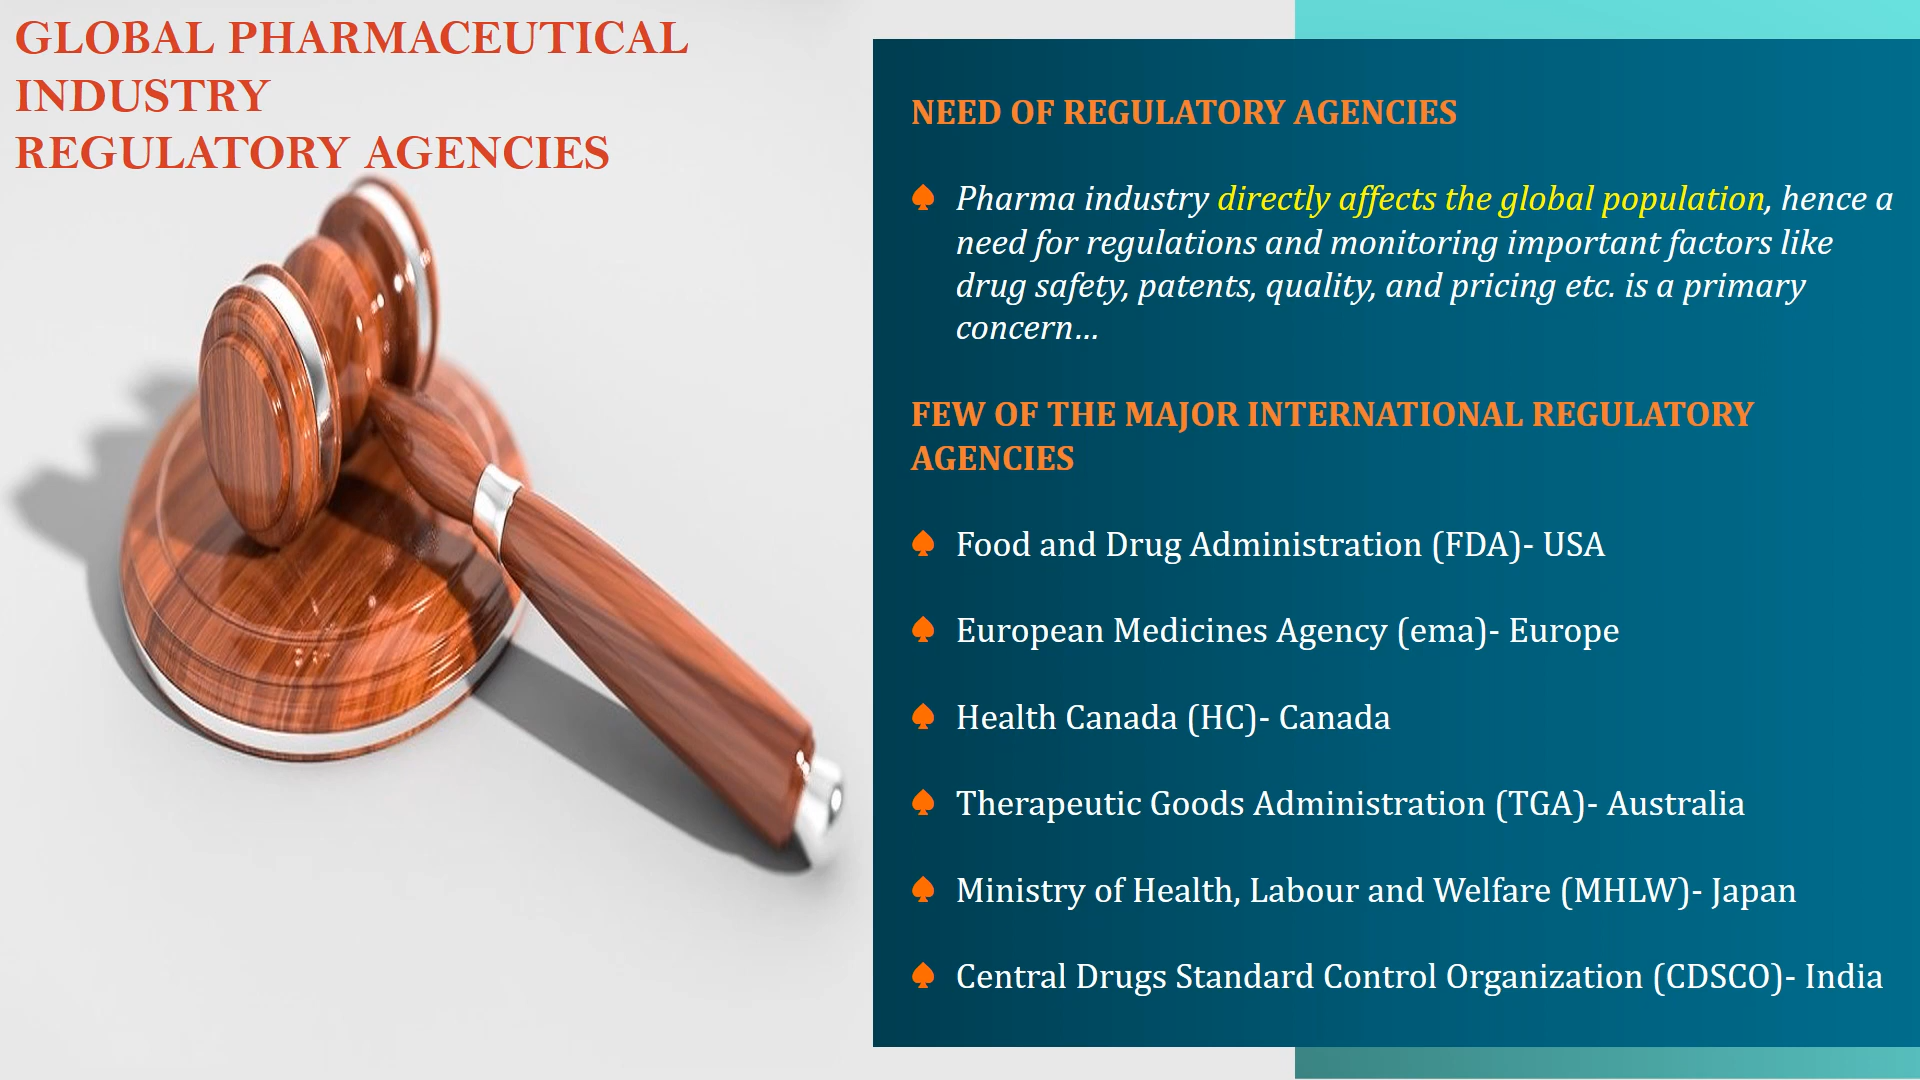 GLOBAL PHARMACEUTICAL
INDUSTRY
REGULATORY AGENCIES
NEED OF REGULATORY AGENCIES
Pharma industry directly affects the global population, hence a
need for regulations and monitoring important factors like
drug safety, patents, quality, and pricing etc. is a primary
concern…
FEW OF THE MAJOR INTERNATIONAL REGULATORY
AGENCIES
Food and Drug Administration (FDA)- USA
European Medicines Agency (ema)- Europe
Health Canada (HC)- Canada
Therapeutic Goods Administration (TGA)- Australia
Ministry of Health, Labour and Welfare (MHLW)- Japan
Central Drugs Standard Control Organization (CDSCO)- India